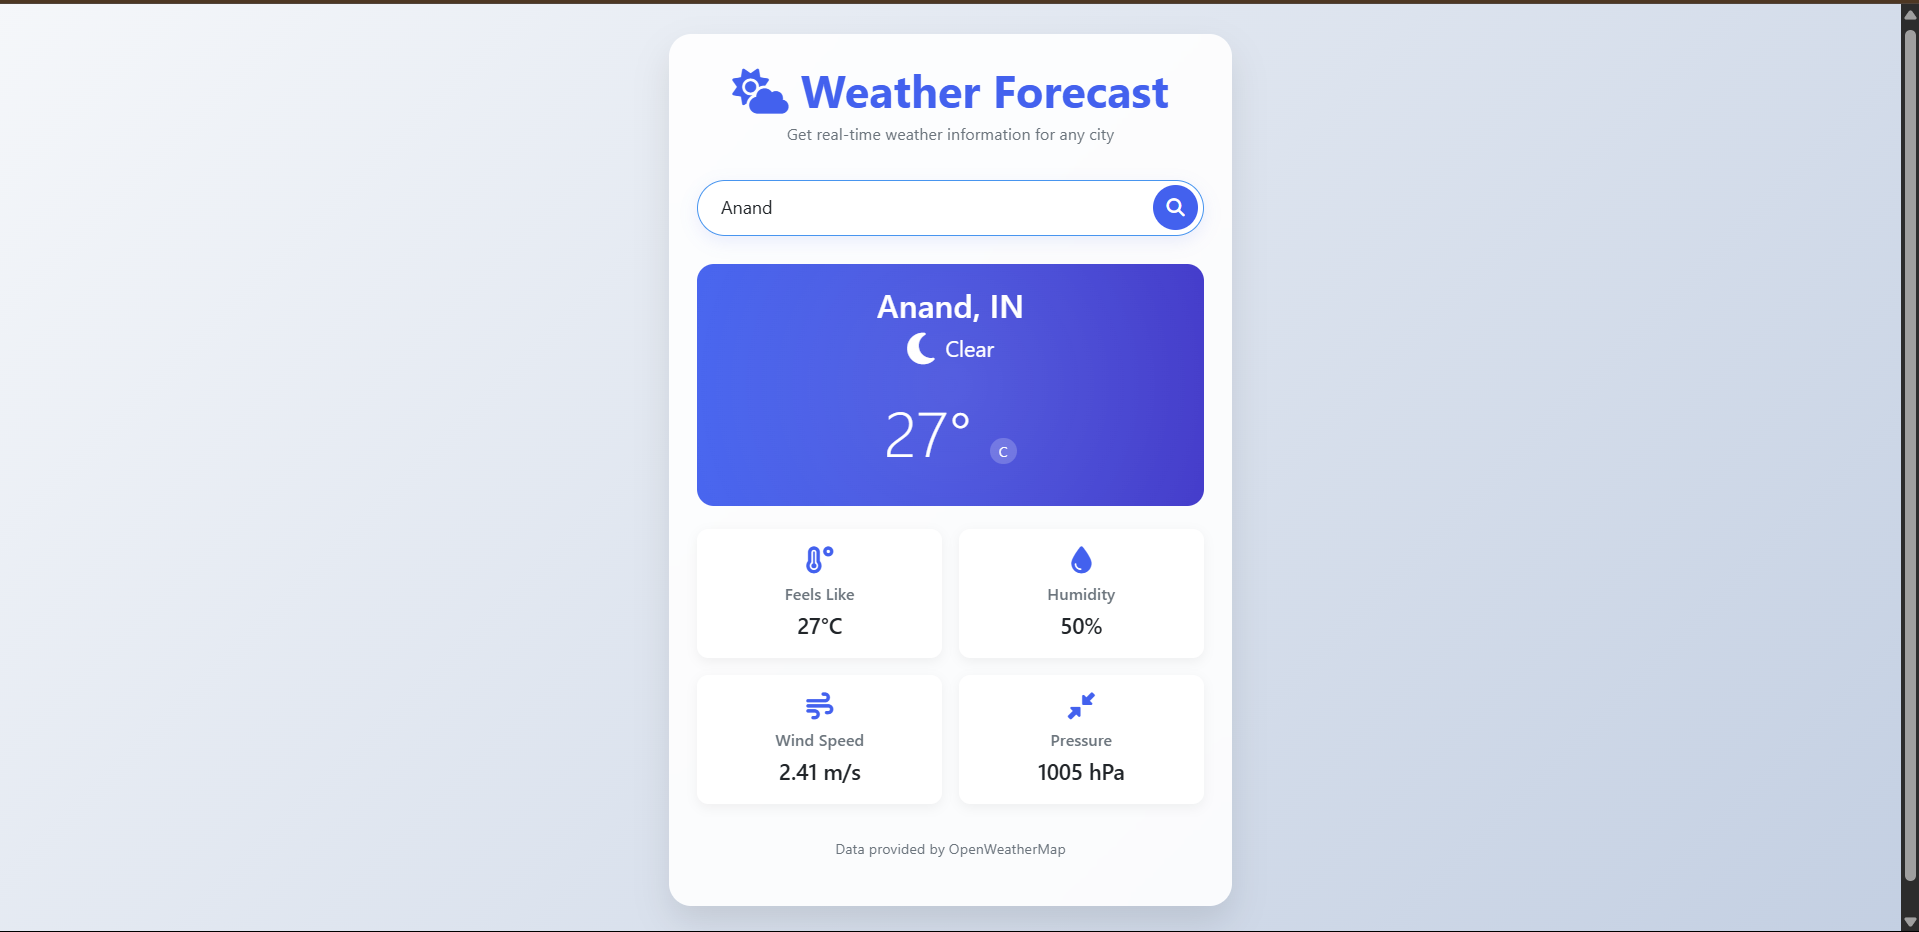 Weather Forecast
Get real-time weather information for any city
Anand
Anand, IN
Clear
27° C
Feels Like
27°C
Humidity
50%
Wind Speed
2.41 m/s
Pressure
1005 hPa
Data provided by OpenWeatherMap